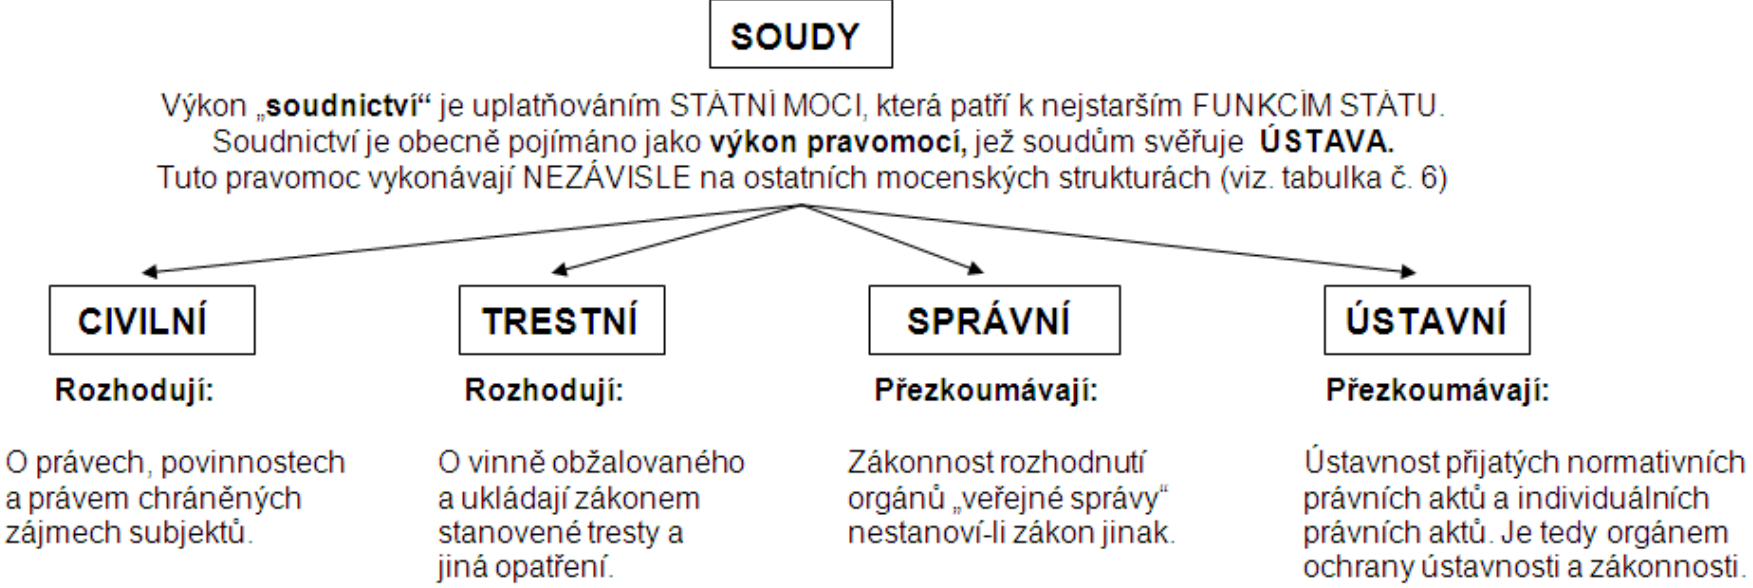 SOUDY
Výkon „soudnictví“ je uplatňováním STÁTNÍ MOCI, která patří k nejstarším FUNKCÍM STÁTU.
Soudnictví je obecně pojímáno jako výkon pravomocí, jež soudům svěřuje ÚSTAVA.
Tuto pravomoc vykonávají NEZÁVISLE na ostatních mocenských strukturách (viz. tabulka č. 6)
CIVILNÍ
Rozhodují:
O právech, povinnostech
a právem chráněných
zájmech subjektů.
TRESTNÍ
Rozhodují:
O vinně obžalovaného
a ukládají zákonem
stanovené tresty a
jiná opatření.
SPRÁVNÍ
Přezkoumávají:
Zákonnost rozhodnutí
orgánů „veřejné správy“
nestanoví-li zákon jinak.
ÚSTAVNÍ
Přezkoumávají:
Ústavnost přijatých normativních
právních aktů a individuálních
právních aktů. Je tedy orgánem
ochrany ústavnosti a zákonnosti.